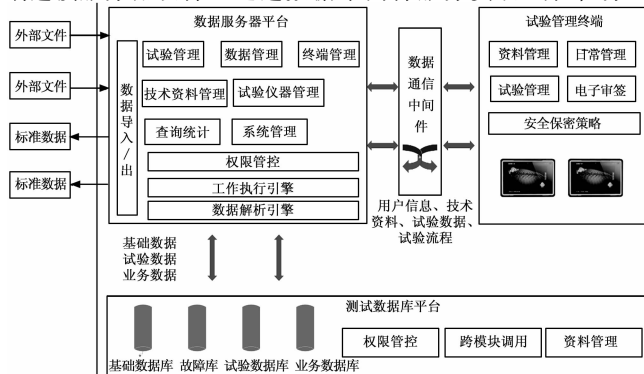 数据服务器平台
试验管理终端
外部文件
外部文件
标准数据
标准数据
数据导入/出
试验管理
数据管理
终端管理
技术资料管理
试验仪器管理
查询统计
系统管理
权限管控
工作执行引擎
数据解析引擎
数据
通信
中间
件
用户信息、技术
资料、试验数据、
试验流程
资料管理
日常管理
试验管理
电子审签
安全保密策略
基础数据
试验数据
业务数据
测试数据库平台
基础数据库
故障库
试验数据库
业务数据库
权限管控
跨模块调用
资料管理